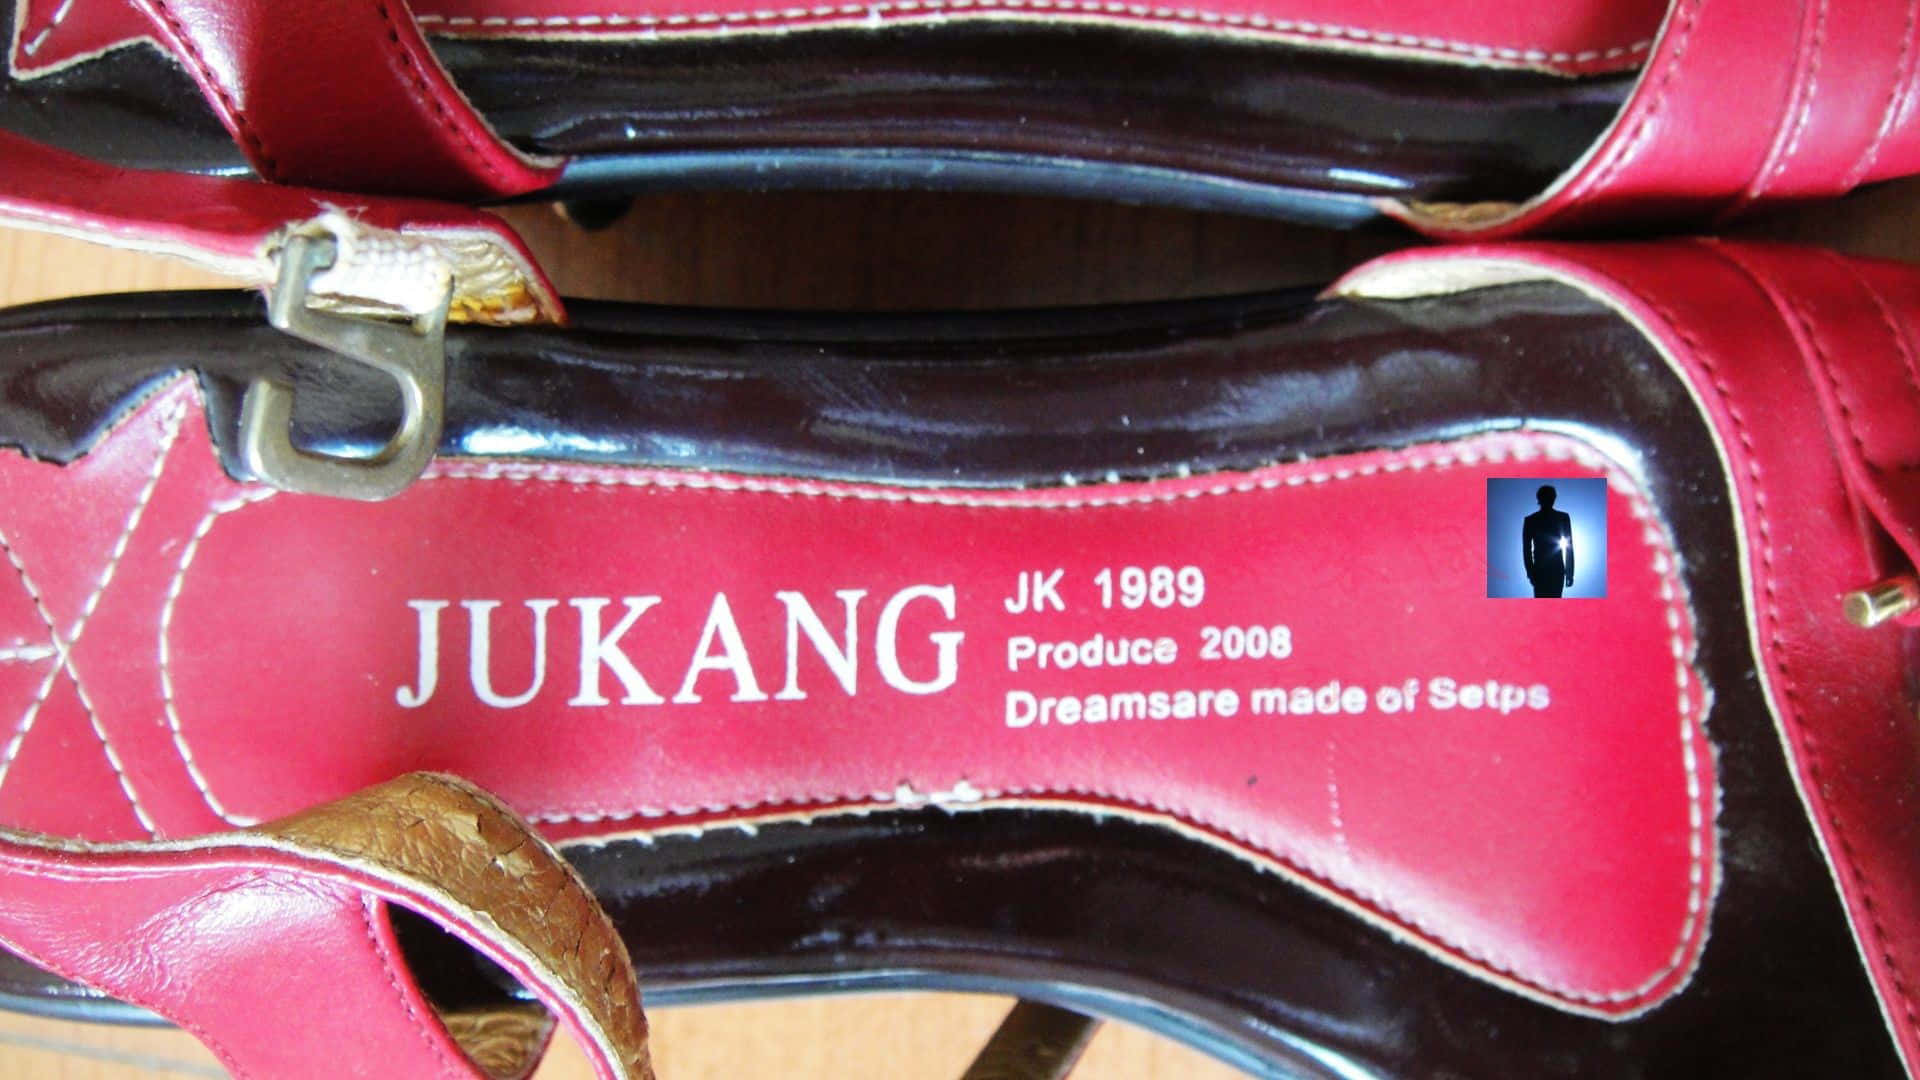 JUKANG
JK 1989
Produce 2008
Dreamsare made of Setps